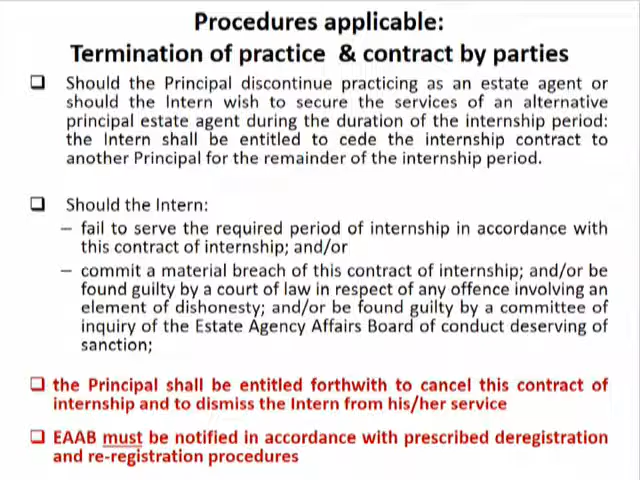 Procedures applicable:
Termination of practice & contract by parties
❑ Should the Principal discontinue practicing as an estate agent or
should the Intern wish to secure the services of an alternative
principal estate agent during the duration of the internship period:
the Intern shall be entitled to cede the internship contract to
another Principal for the remainder of the internship period.
❑ Should the Intern:
– fail to serve the required period of internship in accordance with
this contract of internship; and/or
– commit a material breach of this contract of internship; and/or be
found guilty by a court of law in respect of any offence involving an
element of dishonesty; and/or be found guilty by a committee of
inquiry of the Estate Agency Affairs Board of conduct deserving of
sanction;
❑ the Principal shall be entitled forthwith to cancel this contract of
internship and to dismiss the Intern from his/her service
❑ EAAB must be notified in accordance with prescribed deregistration
and re-registration procedures